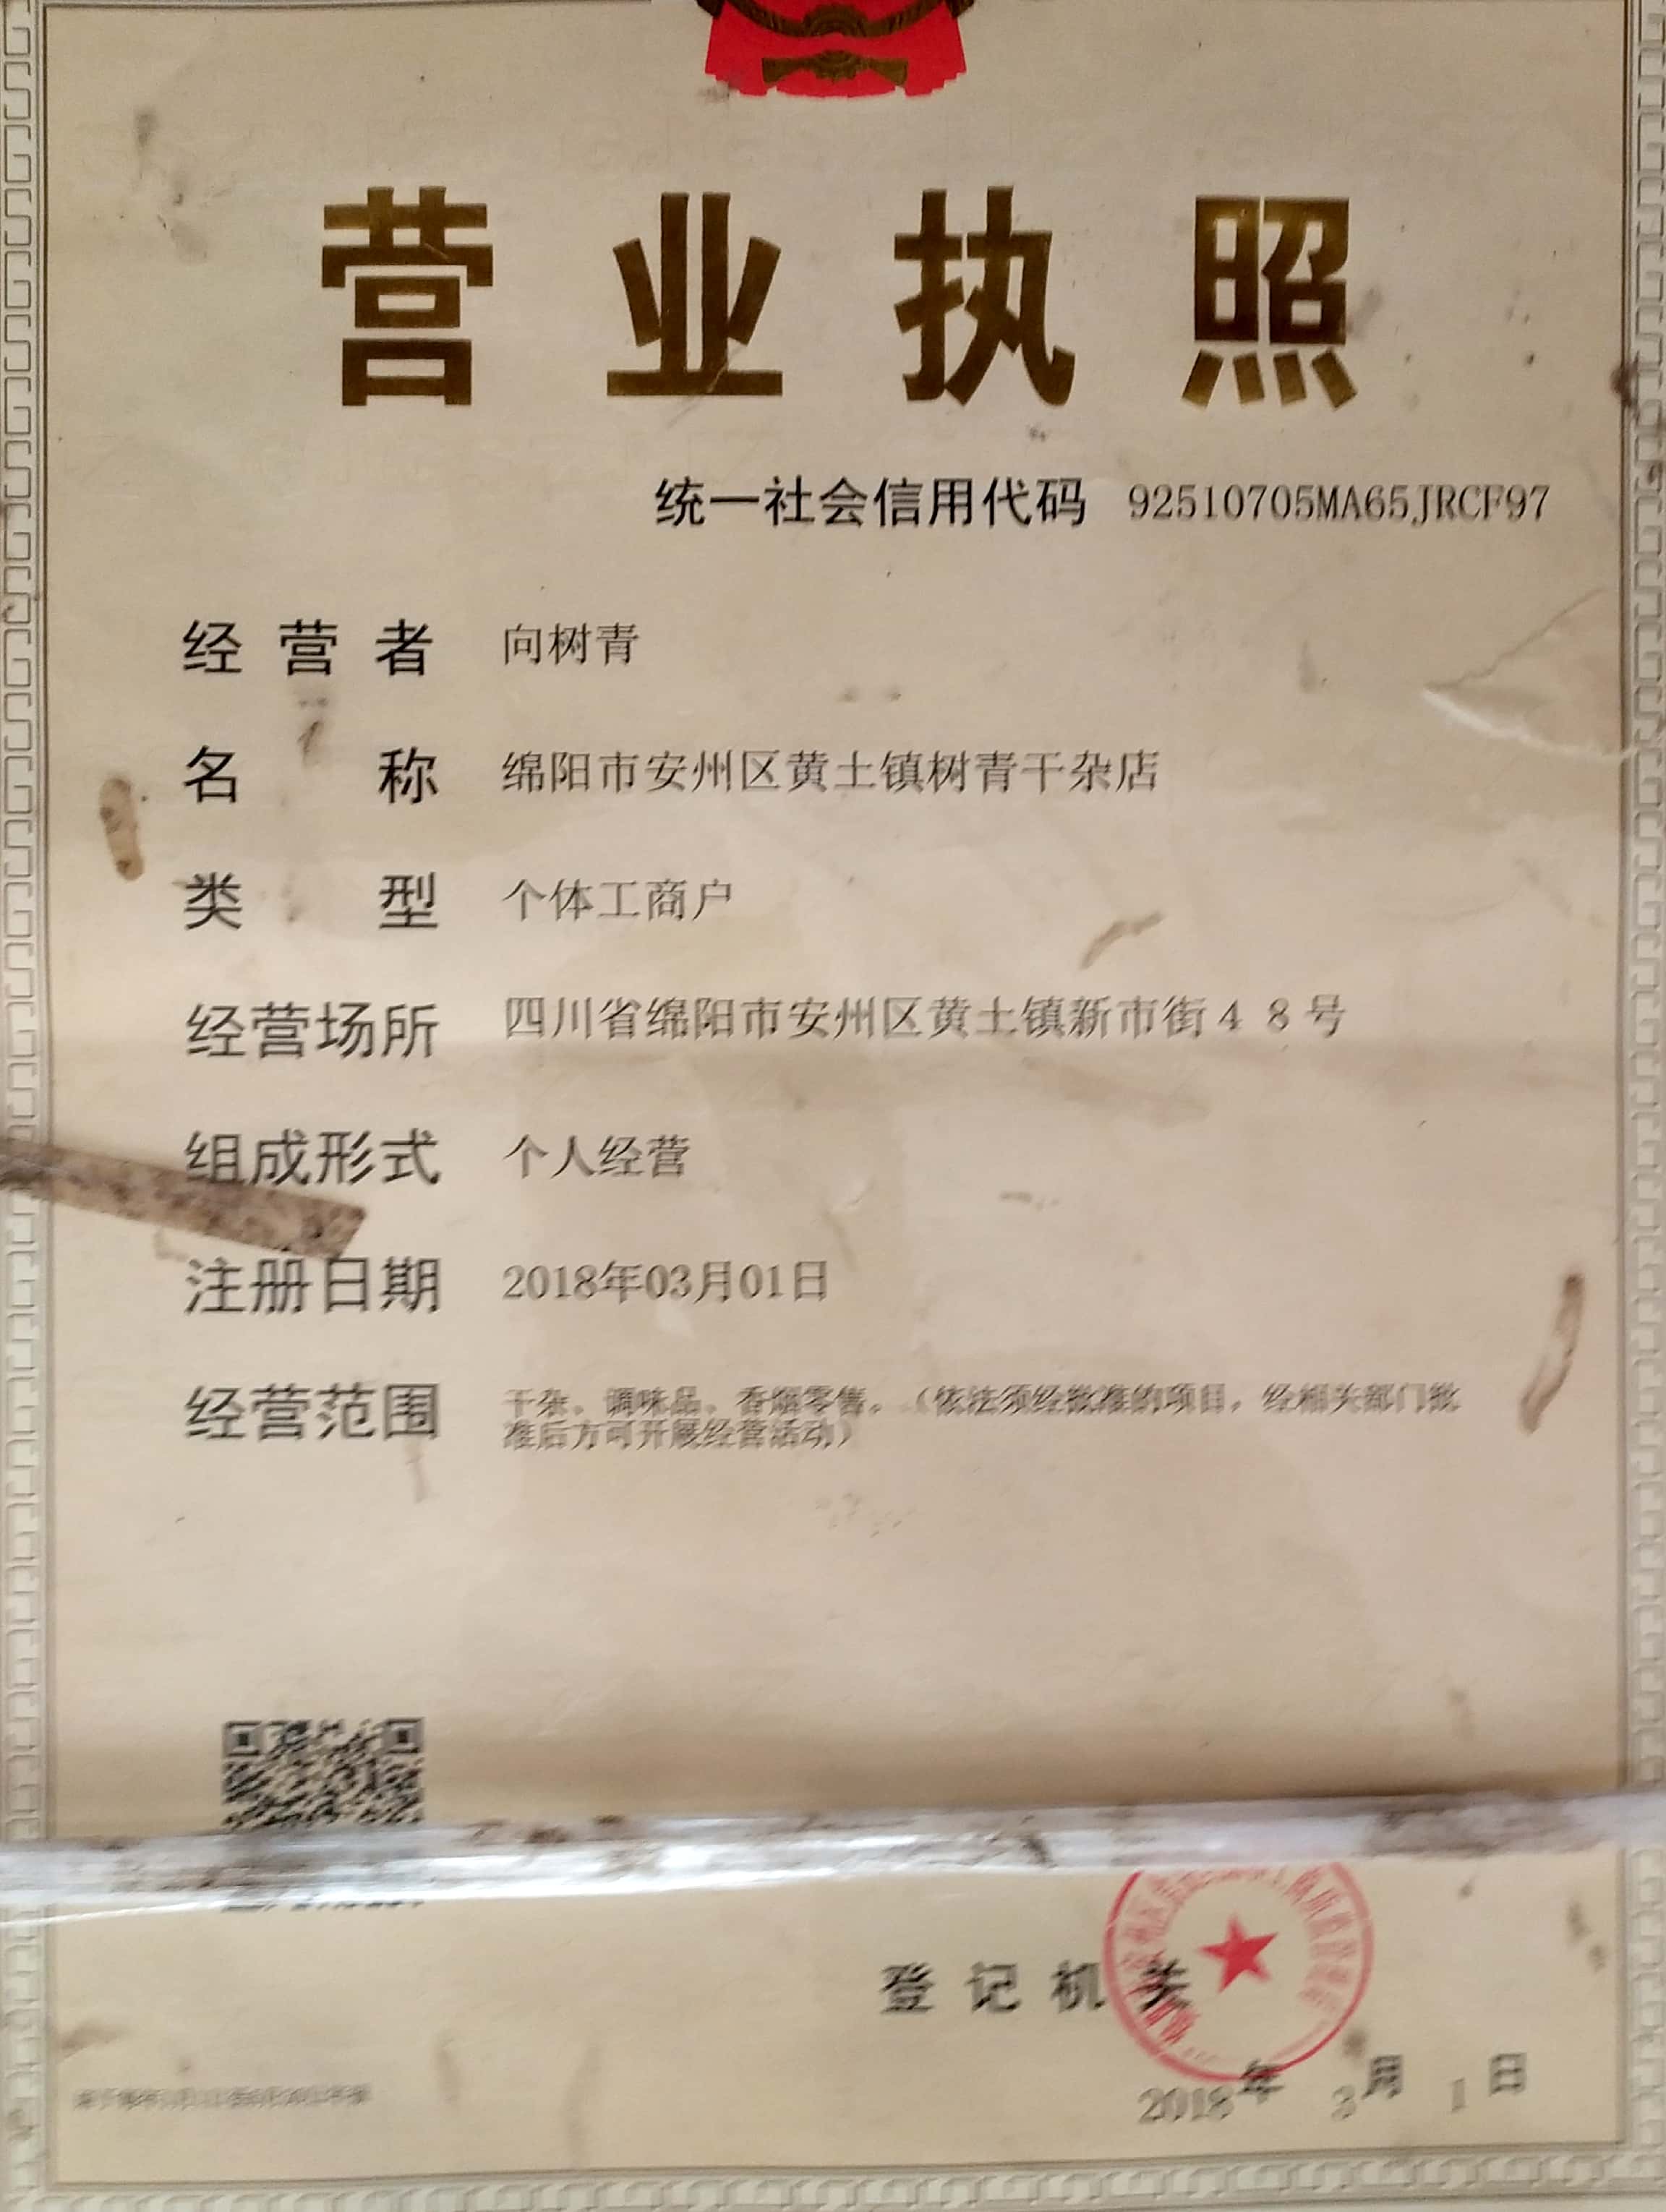 营业执照
统一社会信用代码 92510705MA65JRCF97
经营者 向树青
名称 绵阳市安州区黄土镇树青干杂店
类型 个体工商户
经营场所 四川省绵阳市安州区黄土镇新市街48号
组成形式 个人经营
注册日期 2018年03月01日
经营范围 干杂、调味品、香烟零售。（依法须经批准的项目，经相关部门批
准后方可开展经营活动）
登记机关
2018年 3月 1日